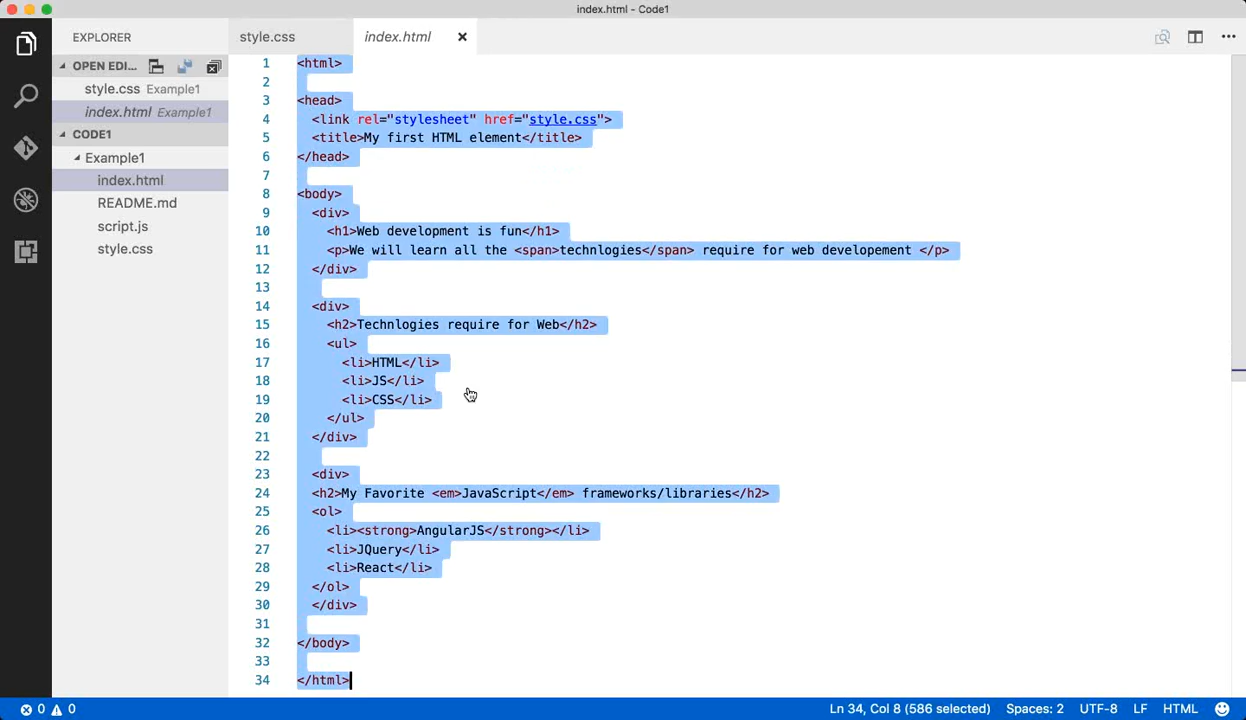 index.html - Code1
EXPLORER
style.css
index.html
OPEN EDI...
style.css Example1
index.html Example1
CODE1
Example1
index.html
README.md
script.js
style.css
1 <html>
2
3 <head>
4 <link rel="stylesheet" href="style.css">
5 <title>My first HTML element</title>
6 </head>
7
8 <body>
9 <div>
10 <h1>Web development is fun</h1>
11 <p>We will learn all the <span>technlogies</span> require for web developement </p>
12 </div>
13
14 <div>
15 <h2>Technlogies require for Web</h2>
16 <ul>
17 <li>HTML</li>
18 <li>JS</li>
19 <li>CSS</li>
20 </ul>
21 </div>
22
23 <div>
24 <h2>My Favorite <em>JavaScript</em> frameworks/libraries</h2>
25 <ol>
26 <li><strong>AngularJS</strong></li>
27 <li>JQuery</li>
28 <li>React</li>
29 </ol>
30 </div>
31
32 </body>
33
34 </html>
0 0
Ln 34, Col 8 (586 selected) Spaces: 2 UTF-8 LF HTML